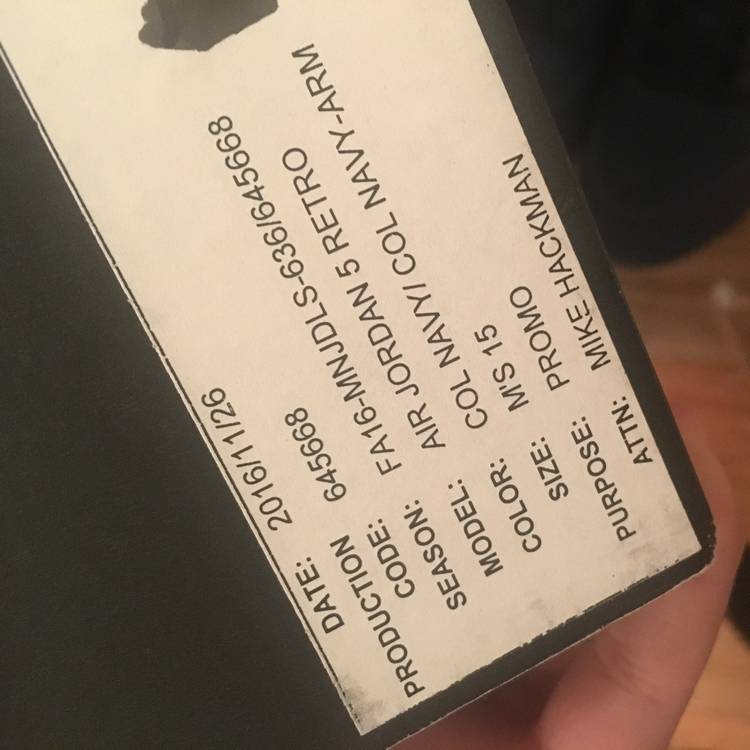 DATE: 2016/11/26
PRODUCTION CODE: 645668
SEASON: FA16-MNJDLS-636/645668
MODEL: AIR JORDAN 5 RETRO
COLOR: COL NAVY/ COL NAVY-ARM
SIZE: M'S 15
PURPOSE: PROMO
ATTN: MIKE HACKMAN